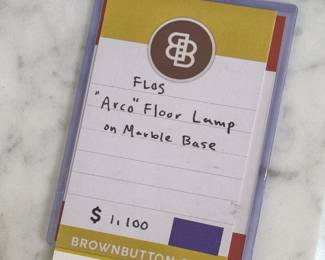 FLOS
"Arco" Floor Lamp
on Marble Base
$ 1,100
BROWNBUTTON